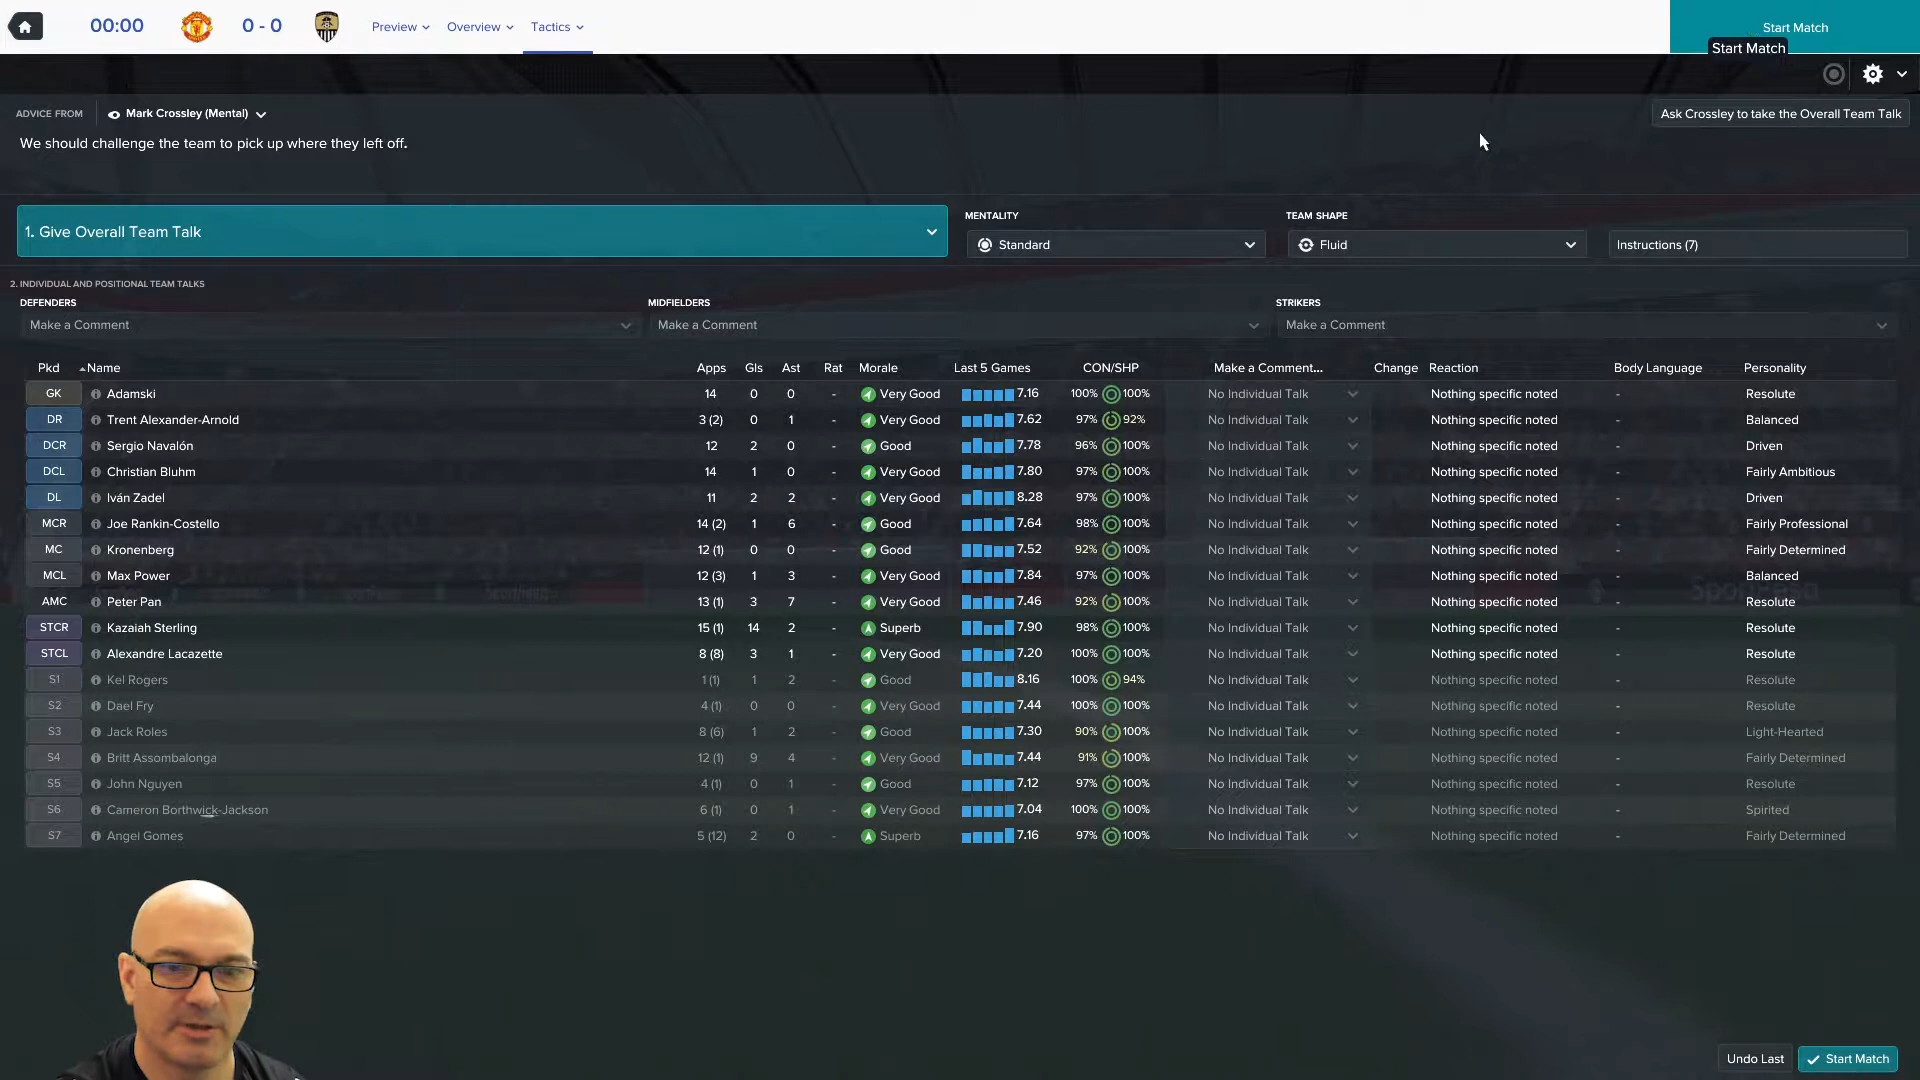 00:00 0 - 0 Preview Overview Tactics Start Match
Start Match
ADVICE FROM Mark Crossley (Mental) Ask Crossley to take the Overall Team Talk
We should challenge the team to pick up where they left off.
1. Give Overall Team Talk
MENTALITY TEAM SHAPE
Standard Fluid Instructions (7)
2. INDIVIDUAL AND POSITIONAL TEAM TALKS
DEFENDERS MIDFIELDERS STRIKERS
Make a Comment Make a Comment Make a Comment
Pkd Name Apps Gls Ast Rat Morale Last 5 Games CON/SHP Make a Comment... Change Reaction Body Language Personality
GK Adamski 14 0 0 - Very Good 7.16 100% 100% No Individual Talk Nothing specific noted - Resolute
DR Trent Alexander-Arnold 3 (2) 0 1 - Very Good 7.62 97% 92% No Individual Talk Nothing specific noted - Balanced
DCR Sergio Navalón 12 2 0 - Good 7.78 96% 100% No Individual Talk Nothing specific noted - Driven
DCL Christian Bluhm 14 1 0 - Very Good 7.80 97% 100% No Individual Talk Nothing specific noted - Fairly Ambitious
DL Iván Zadel 11 2 2 - Very Good 8.28 97% 100% No Individual Talk Nothing specific noted - Driven
MCR Joe Rankin-Costello 14 (2) 1 6 - Good 7.64 98% 100% No Individual Talk Nothing specific noted - Fairly Professional
MC Kronenberg 12 (1) 0 0 - Good 7.52 92% 100% No Individual Talk Nothing specific noted - Fairly Determined
MCL Max Power 12 (3) 1 3 - Very Good 7.84 97% 100% No Individual Talk Nothing specific noted - Balanced
AMC Peter Pan 13 (1) 3 7 - Very Good 7.46 92% 100% No Individual Talk Nothing specific noted - Resolute
STCR Kazaiah Sterling 15 (1) 14 2 - Superb 7.90 98% 100% No Individual Talk Nothing specific noted - Resolute
STCL Alexandre Lacazette 8 (8) 3 1 - Very Good 7.20 100% 100% No Individual Talk Nothing specific noted - Resolute
S1 Kel Rogers 1 (1) 1 2 - Good 8.16 100% 94% No Individual Talk Nothing specific noted - Resolute
S2 Dael Fry 4 (1) 0 0 - Very Good 7.44 100% 100% No Individual Talk Nothing specific noted - Resolute
S3 Jack Roles 8 (6) 1 2 - Good 7.30 90% 100% No Individual Talk Nothing specific noted - Light-Hearted
S4 Britt Assombalonga 12 (1) 9 4 - Very Good 7.44 91% 100% No Individual Talk Nothing specific noted - Fairly Determined
S5 John Nguyen 4 (1) 0 1 - Good 7.12 97% 100% No Individual Talk Nothing specific noted - Resolute
S6 Cameron Borthwick-Jackson 6 (1) 0 1 - Very Good 7.04 100% 100% No Individual Talk Nothing specific noted - Spirited
S7 Angel Gomes 5 (12) 2 0 - Superb 7.16 97% 100% No Individual Talk Nothing specific noted - Fairly Determined
Undo Last Start Match